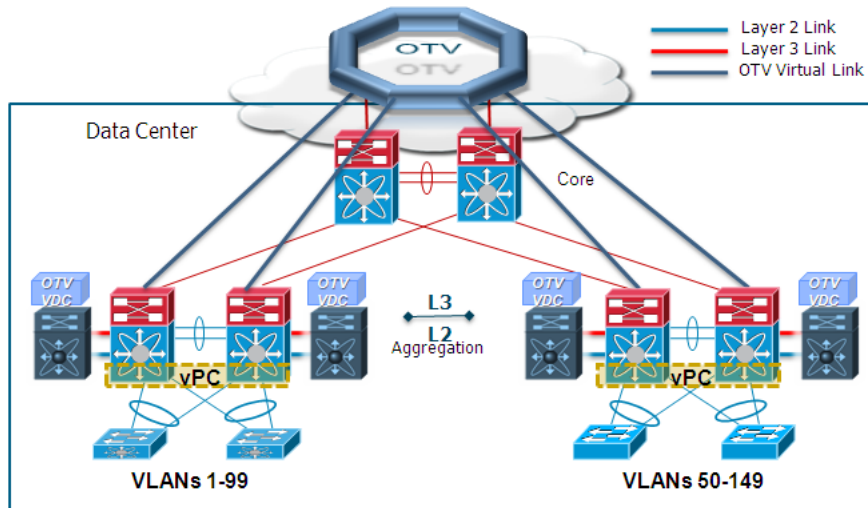 OTV
OTV
Layer 2 Link
Layer 3 Link
OTV Virtual Link
Data Center
Core
OTV
VDC
OTV
VDC
L3
L2
Aggregation
OTV
VDC
OTV
VDC
vPC
vPC
VLANs 1-99
VLANs 50-149